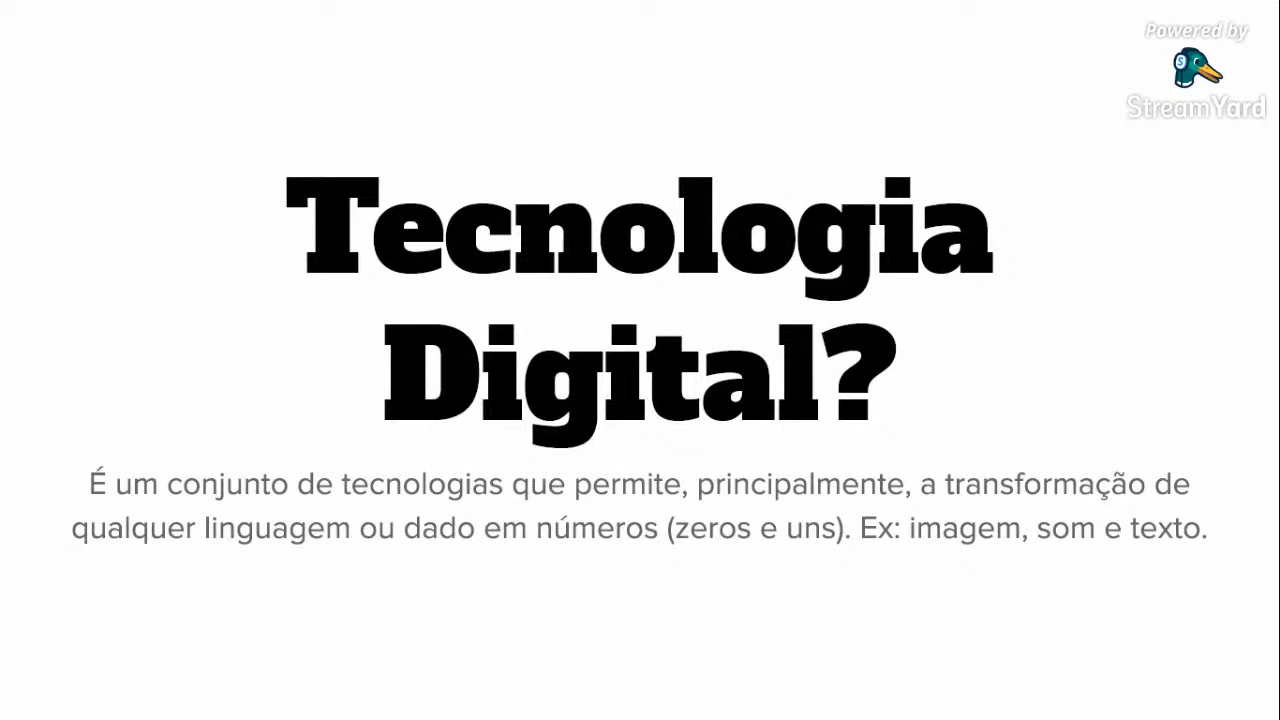 Powered by
StreamYard
Tecnologia
Digital?
É um conjunto de tecnologias que permite, principalmente, a transformação de
qualquer linguagem ou dado em números (zeros e uns). Ex: imagem, som e texto.